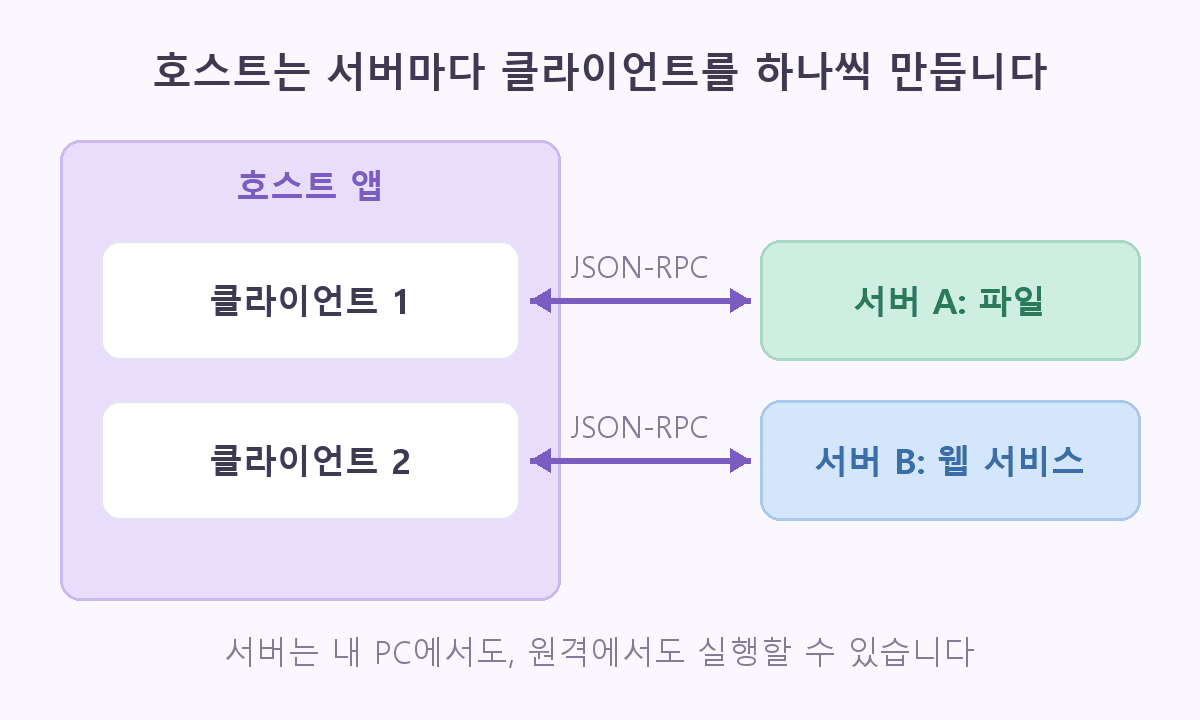 호스트는 서버마다 클라이언트를 하나씩 만듭니다
호스트 앱
클라이언트 1
JSON-RPC
서버 A: 파일
클라이언트 2
JSON-RPC
서버 B: 웹 서비스
서버는 내 PC에서도, 원격에서도 실행할 수 있습니다